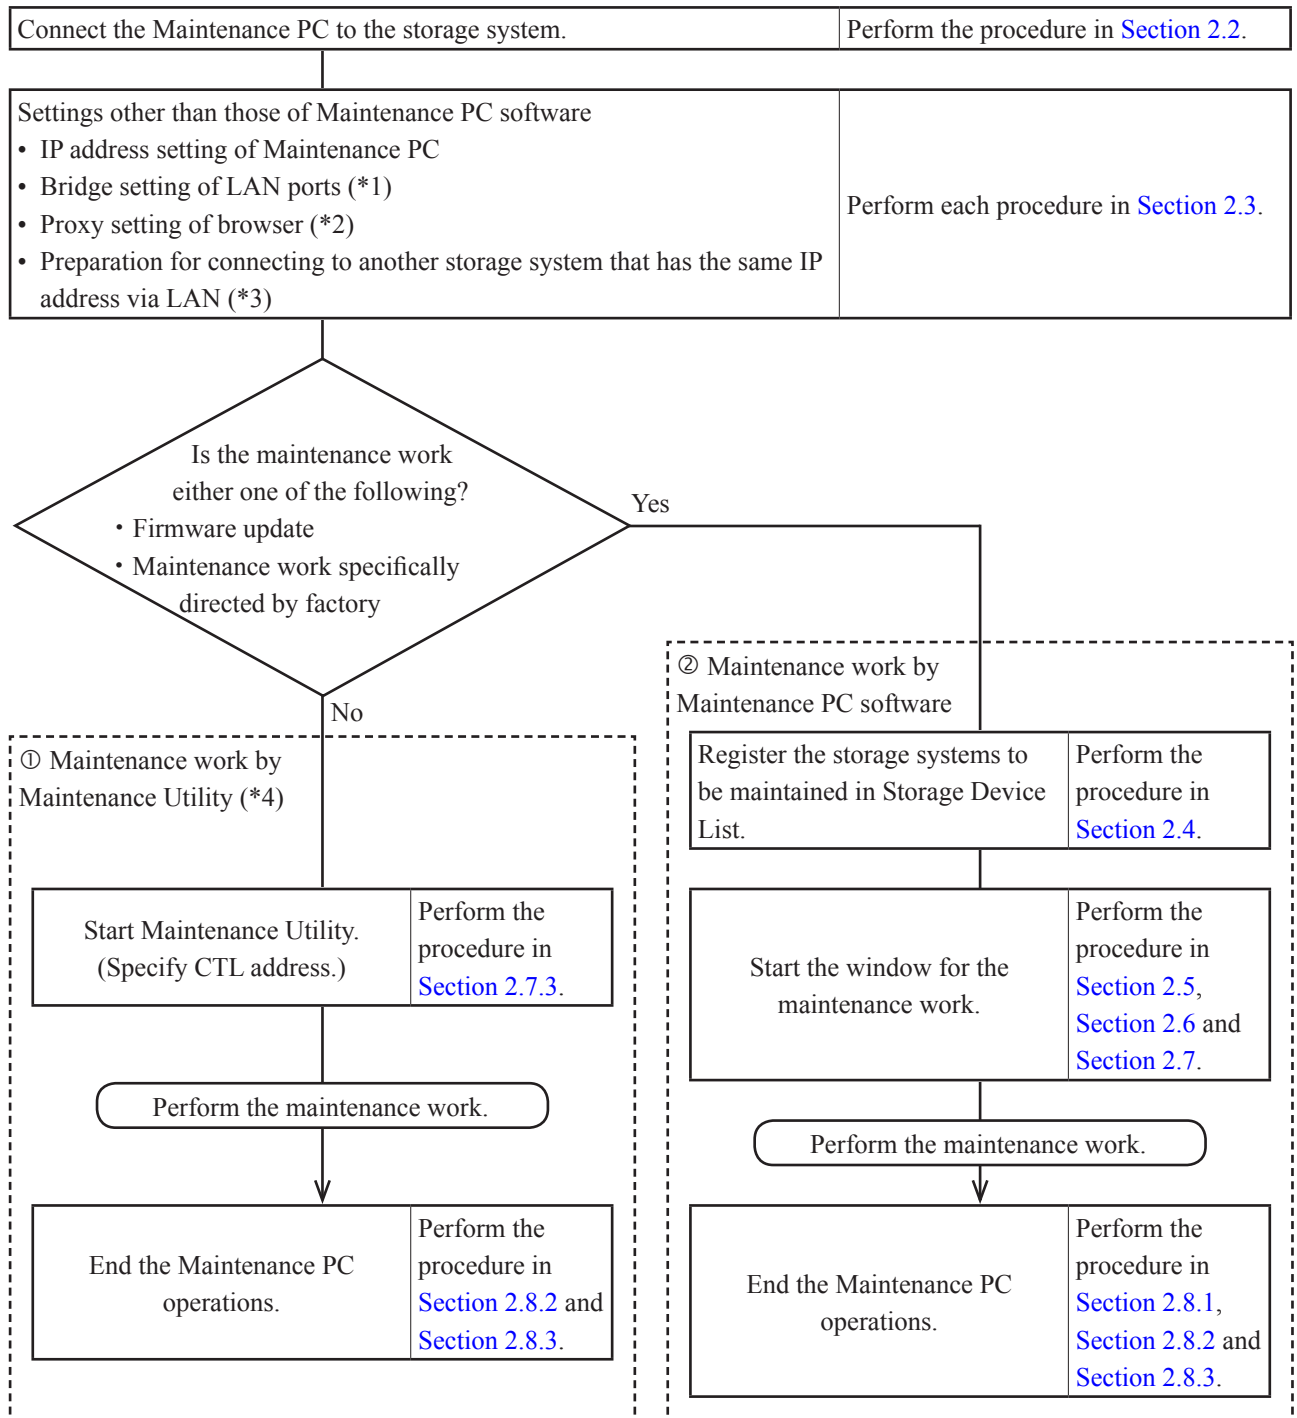 Connect the Maintenance PC to the storage system.
Perform the procedure in Section 2.2.
Settings other than those of Maintenance PC software
• IP address setting of Maintenance PC
• Bridge setting of LAN ports (*1)
• Proxy setting of browser (*2)
• Preparation for connecting to another storage system that has the same IP
address via LAN (*3)
Perform each procedure in Section 2.3.
Is the maintenance work
either one of the following?
・Firmware update
・Maintenance work specifically
directed by factory
Yes
No
① Maintenance work by
Maintenance Utility (*4)
Start Maintenance Utility.
(Specify CTL address.)
Perform the
procedure in
Section 2.7.3.
Perform the maintenance work.
End the Maintenance PC
operations.
Perform the
procedure in
Section 2.8.2 and
Section 2.8.3.
② Maintenance work by
Maintenance PC software
Register the storage systems to
be maintained in Storage Device
List.
Perform the
procedure in
Section 2.4.
Start the window for the
maintenance work.
Perform the
procedure in
Section 2.5,
Section 2.6 and
Section 2.7.
Perform the maintenance work.
End the Maintenance PC
operations.
Perform the
procedure in
Section 2.8.1,
Section 2.8.2 and
Section 2.8.3.